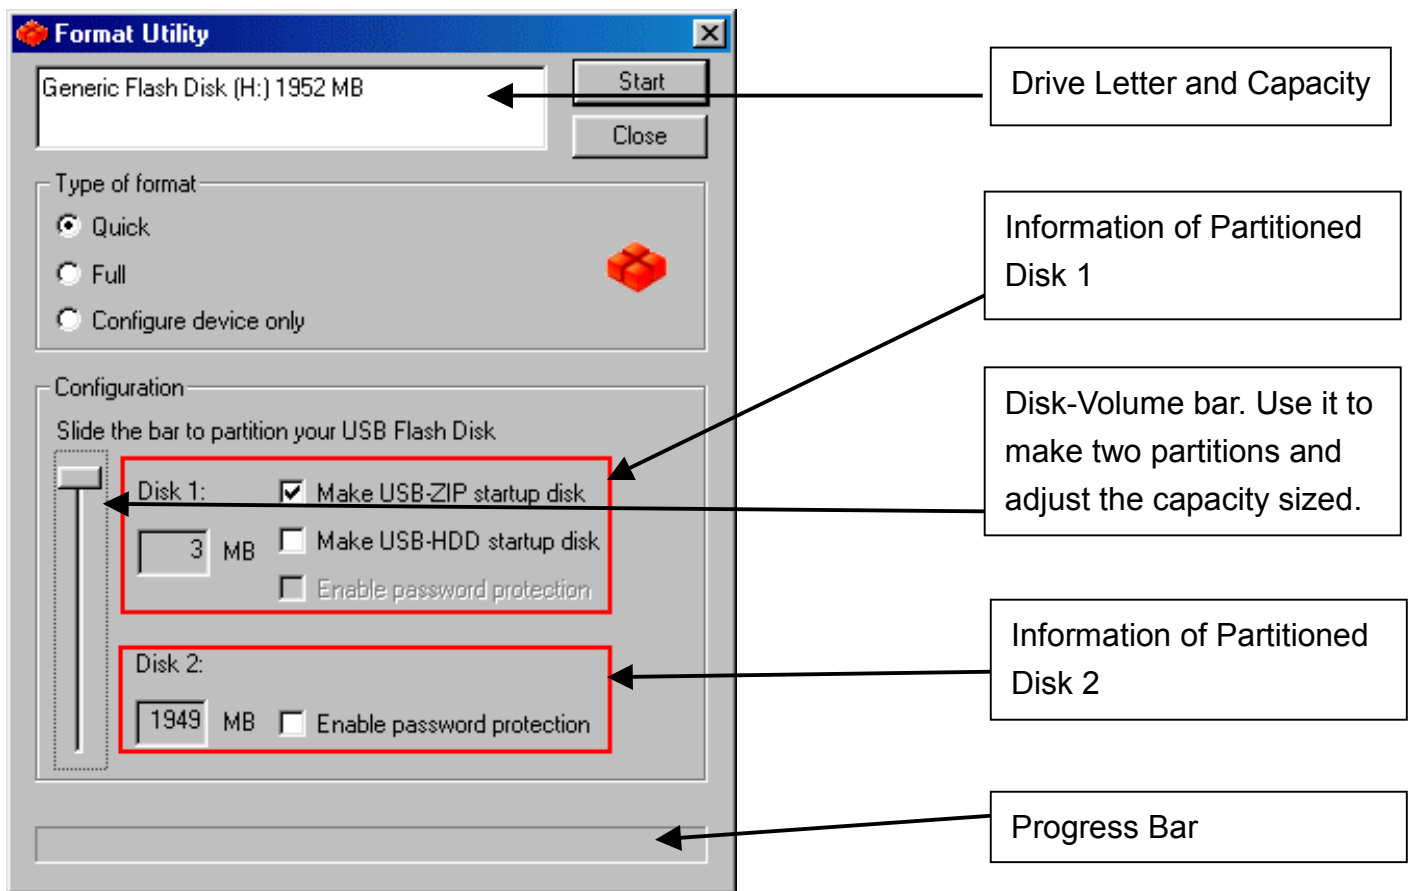 Format Utility
Generic Flash Disk (H:) 1952 MB
Start
Close
Type of format
Quick
Full
Configure device only
Configuration
Slide the bar to partition your USB Flash Disk
Disk 1:
Make USB-ZIP startup disk
3 MB
Make USB-HDD startup disk
Enable password protection
Disk 2:
1949 MB
Enable password protection
Drive Letter and Capacity
Information of Partitioned
Disk 1
Disk-Volume bar. Use it to
make two partitions and
adjust the capacity sized.
Information of Partitioned
Disk 2
Progress Bar